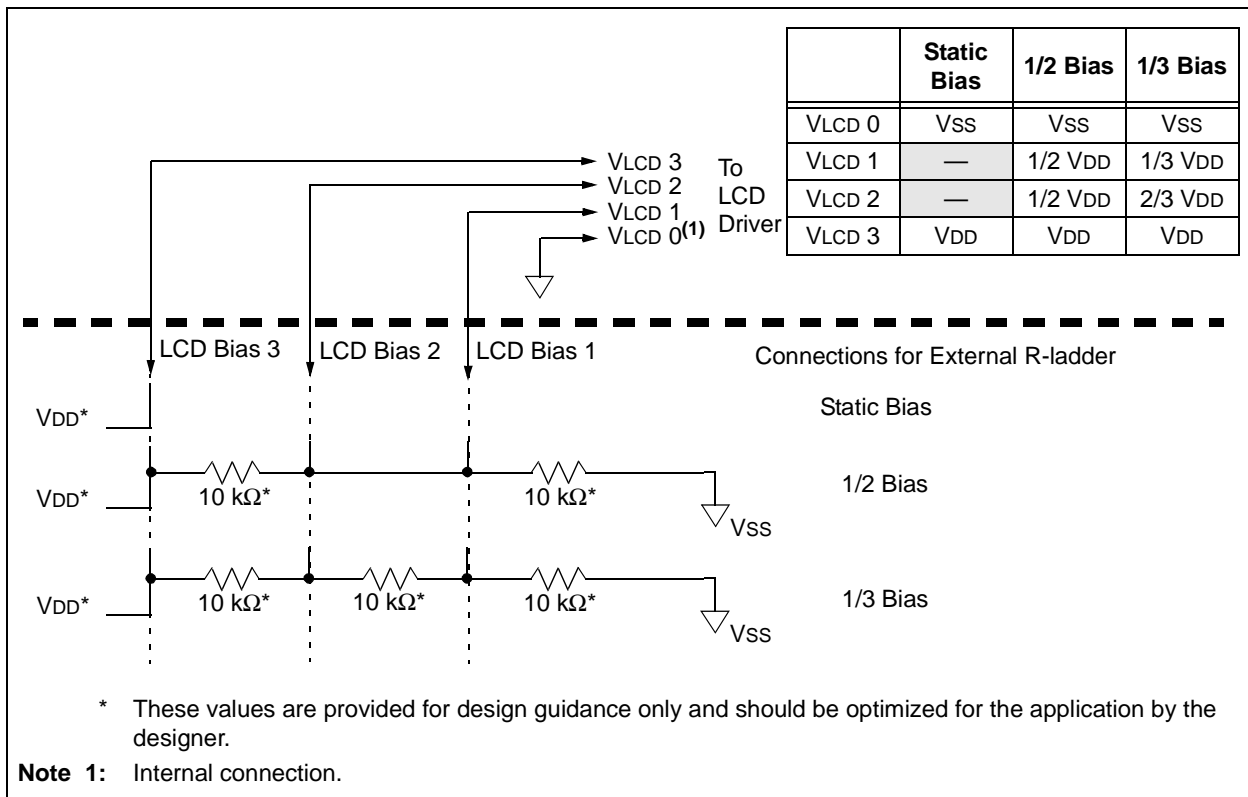 Static Bias 1/2 Bias 1/3 Bias
VLCD 0 VSS VSS VSS
VLCD 1 — 1/2 VDD 1/3 VDD
VLCD 2 — 1/2 VDD 2/3 VDD
VLCD 3 VDD VDD VDD
VLCD 3
VLCD 2
VLCD 1
VLCD 0(1)
To
LCD
Driver
LCD Bias 3 LCD Bias 2 LCD Bias 1
Connections for External R-ladder
VDD* Static Bias
VDD* 10 kΩ* 10 kΩ* VSS 1/2 Bias
VDD* 10 kΩ* 10 kΩ* 10 kΩ* VSS 1/3 Bias
* These values are provided for design guidance only and should be optimized for the application by the
designer.
Note 1: Internal connection.